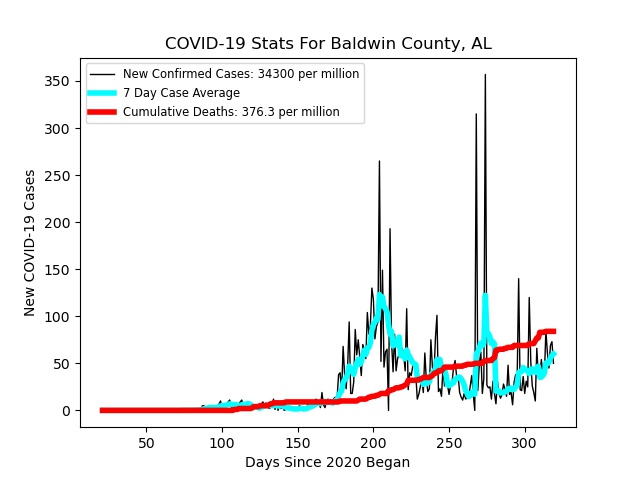 COVID-19 Stats For Baldwin County, AL
New Confirmed Cases: 34300 per million
7 Day Case Average
Cumulative Deaths: 376.3 per million
New COVID-19 Cases
350
300
250
200
150
100
50
0
50 100 150 200 250 300
Days Since 2020 Began